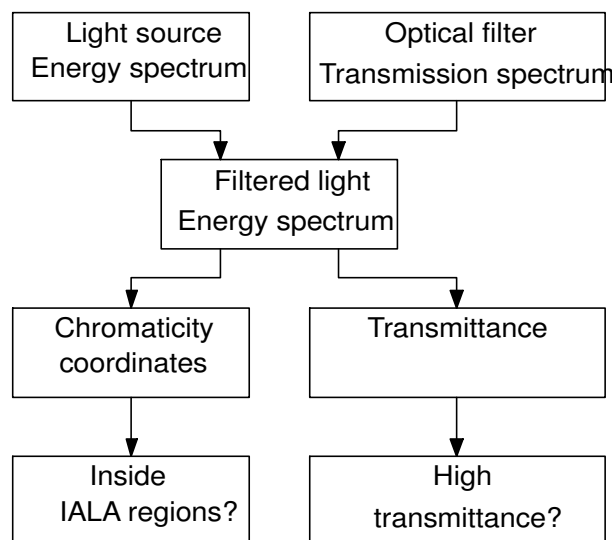 Light source
Energy spectrum
Optical filter
Transmission spectrum
Filtered light
Energy spectrum
Chromaticity
coordinates
Transmittance
Inside
IALA regions?
High
transmittance?